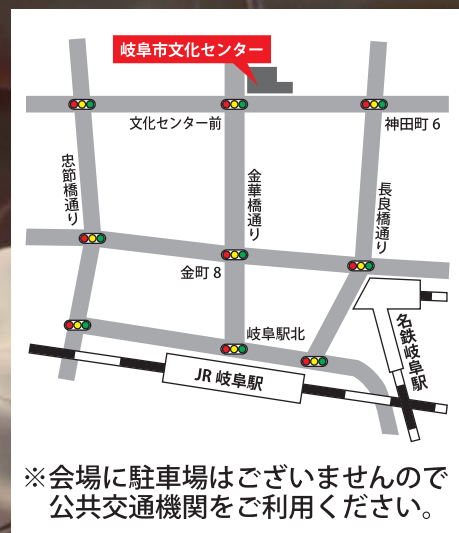 岐阜市文化センター
文化センター前
神田町 6
忠節橋通り
金華橋通り
長良橋通り
金町 8
岐阜駅北
名鉄岐阜駅
JR 岐阜駅
※会場に駐車場はございませんので
公共交通機関をご利用ください。